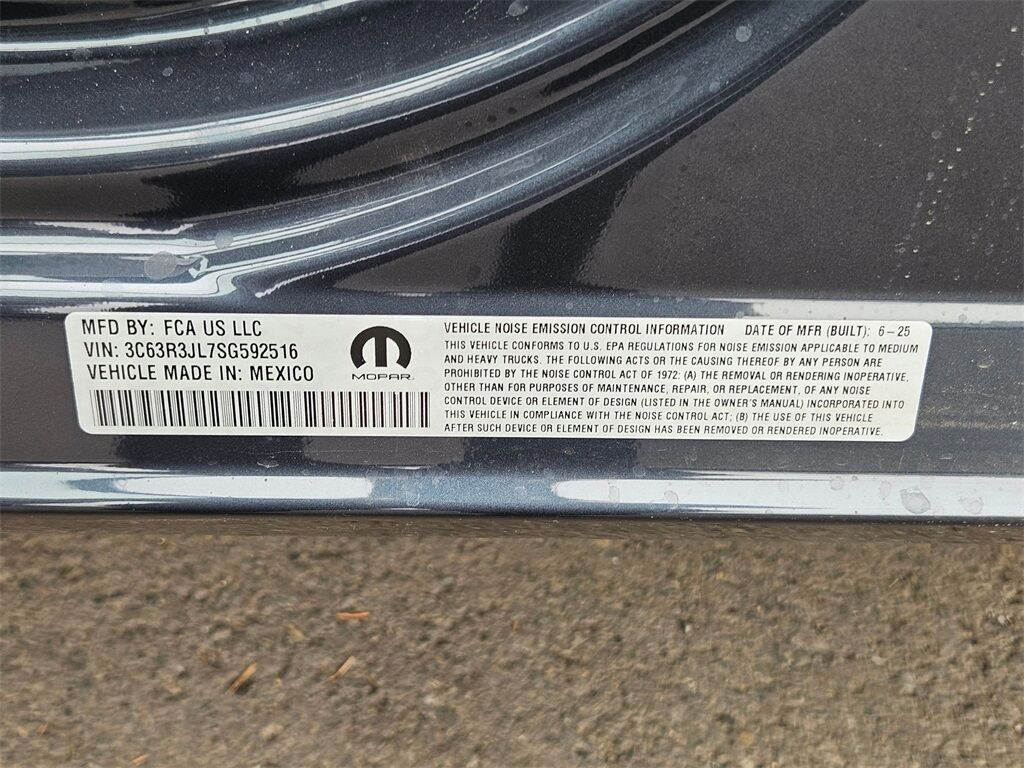 MFD BY: FCA US LLC
VIN: 3C63R3JL7SG592516
VEHICLE MADE IN: MEXICO
MOPAR
VEHICLE NOISE EMISSION CONTROL INFORMATION DATE OF MFR (BUILT): 6-25
THIS VEHICLE CONFORMS TO U.S. EPA REGULATIONS FOR NOISE EMISSION APPLICABLE TO MEDIUM
AND HEAVY TRUCKS. THE FOLLOWING ACTS OR THE CAUSING THEREOF BY ANY PERSON ARE
PROHIBITED BY THE NOISE CONTROL ACT OF 1972: (A) THE REMOVAL OR RENDERING INOPERATIVE,
OTHER THAN FOR PURPOSES OF MAINTENANCE, REPAIR, OR REPLACEMENT, OF ANY NOISE
CONTROL DEVICE OR ELEMENT OF DESIGN (LISTED IN THE OWNER'S MANUAL) INCORPORATED INTO
THIS VEHICLE IN COMPLIANCE WITH THE NOISE CONTROL ACT; (B) THE USE OF THIS VEHICLE
AFTER SUCH DEVICE OR ELEMENT OF DESIGN HAS BEEN REMOVED OR RENDERED INOPERATIVE.